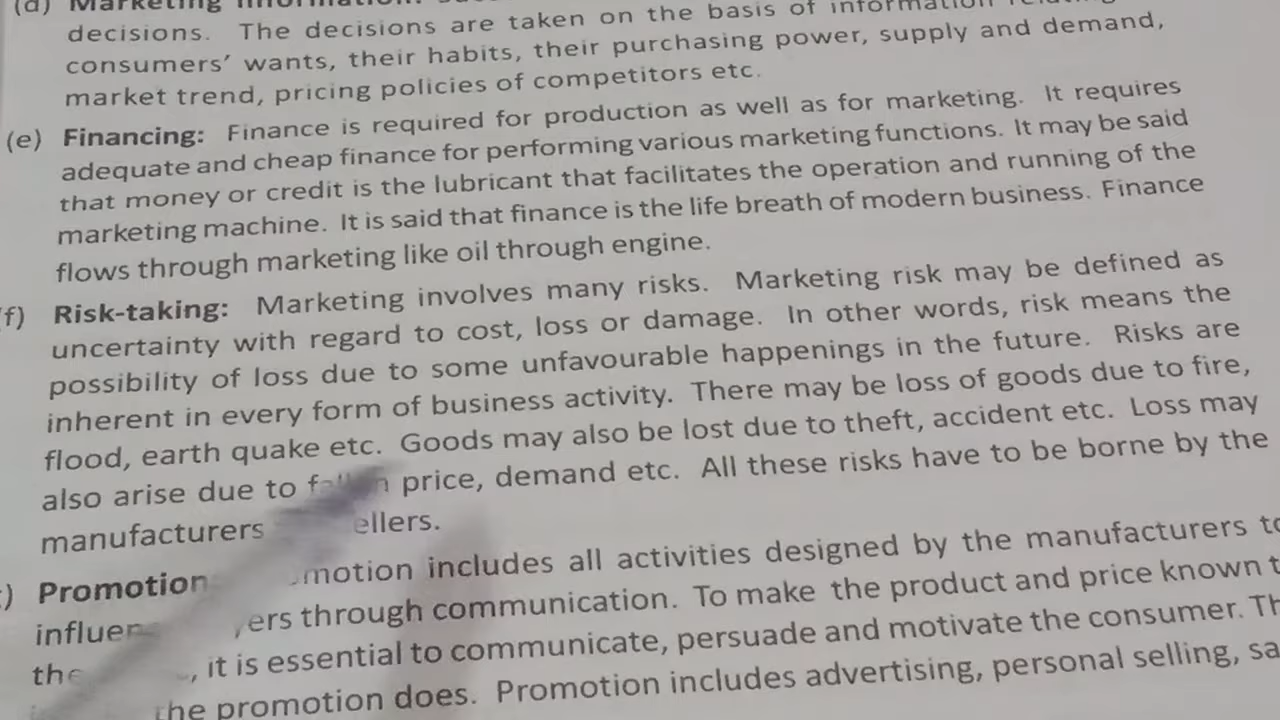 (d) Marketing
decisions. The decisions are taken on the basis of information
consumers' wants, their habits, their purchasing power, supply and demand,
market trend, pricing policies of competitors etc.
(e) Financing: Finance is required for production as well as for marketing. It requires
adequate and cheap finance for performing various marketing functions. It may be said
that money or credit is the lubricant that facilitates the operation and running of the
marketing machine. It is said that finance is the life breath of modern business. Finance
flows through marketing like oil through engine.
f) Risk-taking: Marketing involves many risks. Marketing risk may be defined as
uncertainty with regard to cost, loss or damage. In other words, risk means the
possibility of loss due to some unfavourable happenings in the future. Risks are
inherent in every form of business activity. There may be loss of goods due to fire,
flood, earth quake etc. Goods may also be lost due to theft, accident etc. Loss may
also arise due to price, demand etc. All these risks have to be borne by the
manufacturers ellers.
) Promotion motion includes all activities designed by the manufacturers to
through communication. To make the product and price known
, it is essential to communicate, persuade and motivate the consumer.
the promotion does. Promotion includes advertising, personal selling,